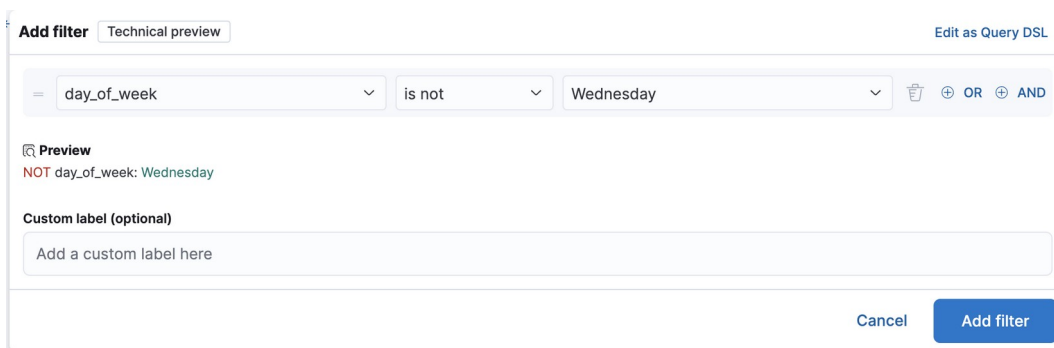 Add filter Technical preview Edit as Query DSL
day_of_week is not Wednesday OR AND
Preview
NOT day_of_week: Wednesday
Custom label (optional)
Add a custom label here
Cancel Add filter